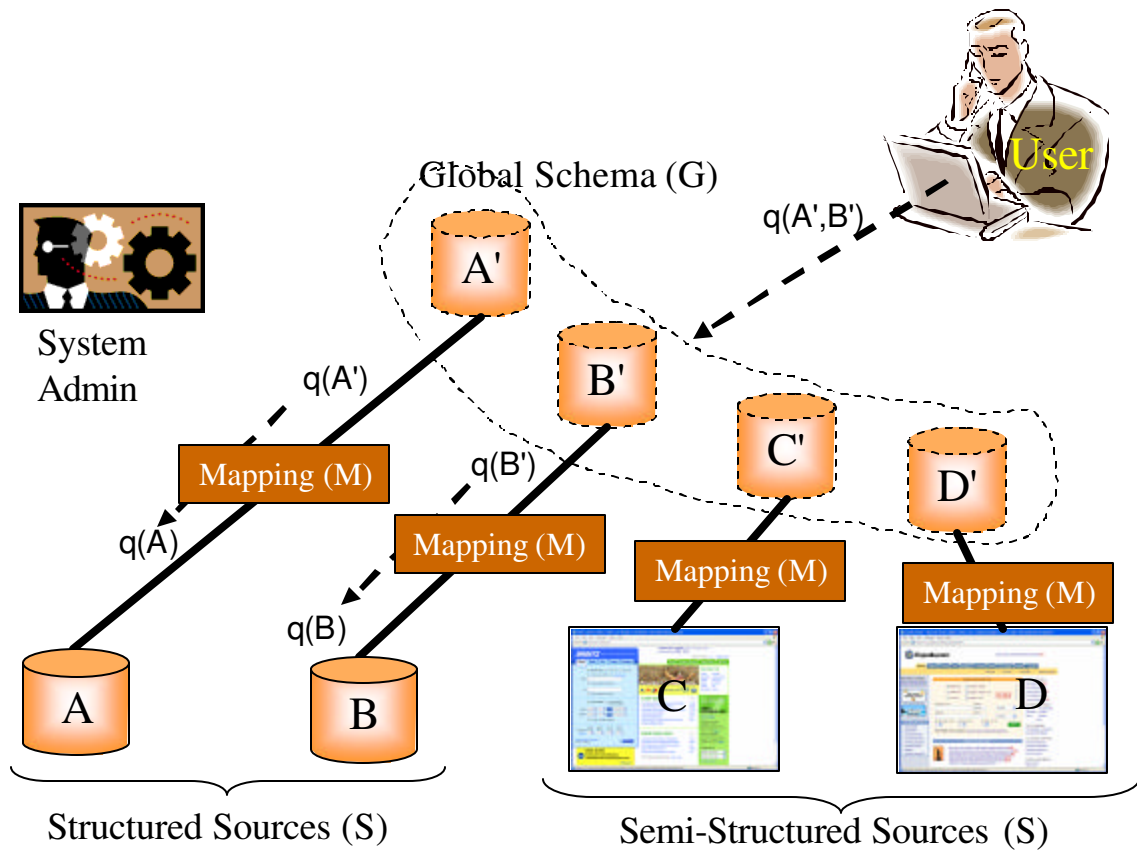 User
Global Schema (G)
q(A',B')
A'
System
Admin
B'
q(A')
C'
q(B')
D'
Mapping (M)
q(A)
Mapping (M)
Mapping (M)
Mapping (M)
q(B)
A
B
C
D
Structured Sources (S)
Semi-Structured Sources (S)